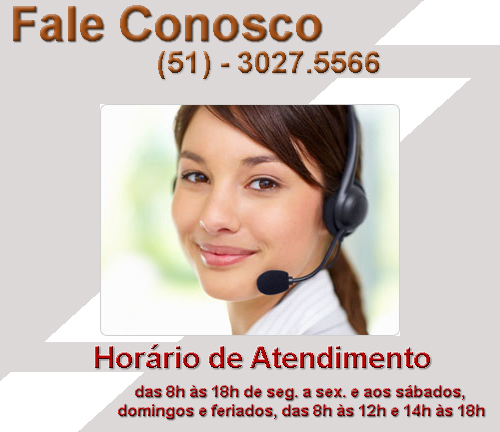 Fale Conosco
(51) - 3027.5566
Horário de Atendimento
das 8h às 18h de seg. a sex. e aos sábados,
domingos e feriados, das 8h às 12h e 14h às 18h